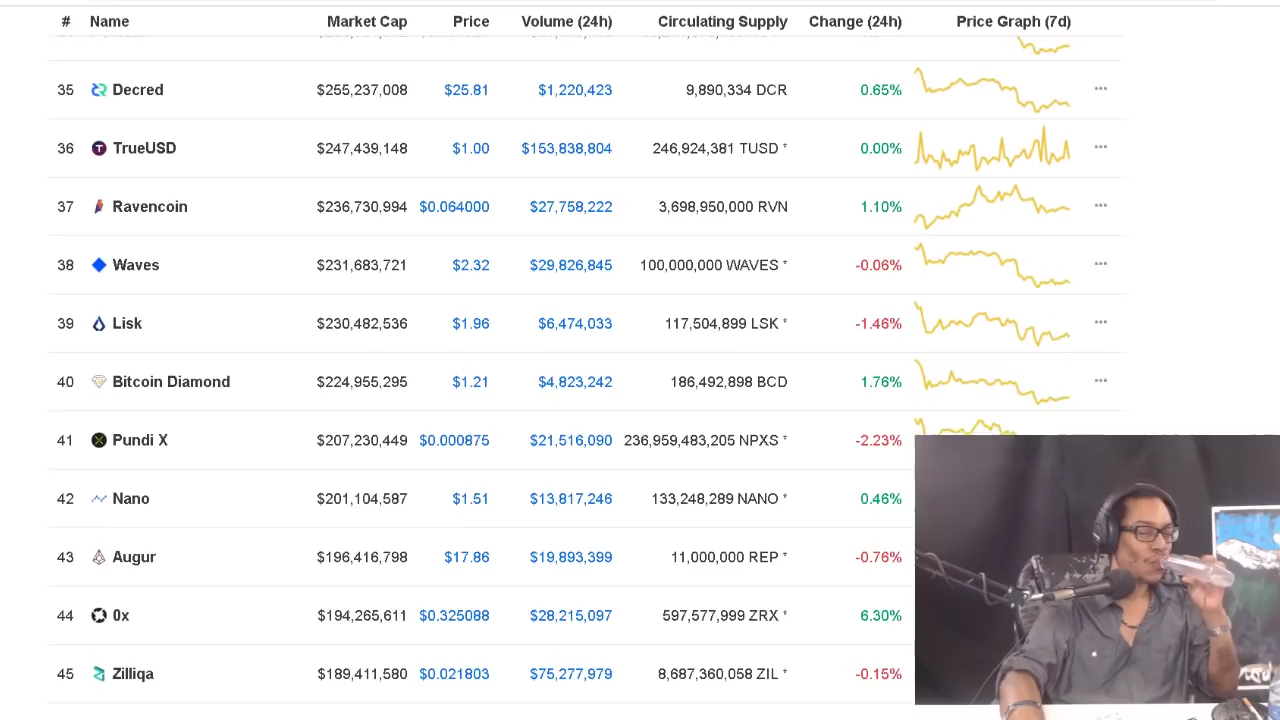 # Name Market Cap Price Volume (24h) Circulating Supply Change (24h) Price Graph (7d)
35 Decred $255,237,008 $25.81 $1,220,423 9,890,334 DCR 0.65%
36 TrueUSD $247,439,148 $1.00 $153,838,804 246,924,381 TUSD * 0.00%
37 Ravencoin $236,730,994 $0.064000 $27,758,222 3,698,950,000 RVN 1.10%
38 Waves $231,683,721 $2.32 $29,826,845 100,000,000 WAVES * -0.06%
39 Lisk $230,482,536 $1.96 $6,474,033 117,504,899 LSK * -1.46%
40 Bitcoin Diamond $224,955,295 $1.21 $4,823,242 186,492,898 BCD 1.76%
41 Pundi X $207,230,449 $0.000875 $21,516,090 236,959,483,205 NPXS * -2.23%
42 Nano $201,104,587 $1.51 $13,817,246 133,248,289 NANO * 0.46%
43 Augur $196,416,798 $17.86 $19,893,399 11,000,000 REP * -0.76%
44 0x $194,265,611 $0.325088 $28,215,097 597,577,999 ZRX * 6.30%
45 Zilliqa $189,411,580 $0.021803 $75,277,979 8,687,360,058 ZIL * -0.15%